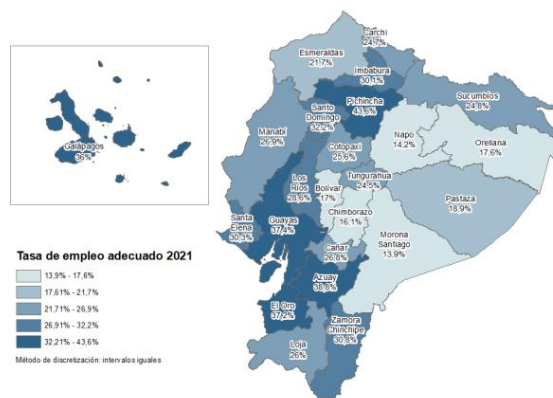 Carchi
24,7%
Esmeraldas
21,7%
Imbabura
30,1%
Sucumbíos
24,8%
Pichincha
43,6%
Santo
Domingo
32,2%
Orellana
17,6%
Napo
14,2%
Manabí
26,9%
Cotopaxi
25,6%
Galápagos
36%
Tungurahua
24,5%
Los
Ríos
28,6%
Bolívar
17%
Pastaza
18,9%
Chimborazo
16,1%
Santa
Elena
30,3%
Guayas
37,4%
Morona
Santiago
13,9%
Cañar
26,8%
Azuay
38,8%
El Oro
37,2%
Zamora
Chinchipe
30,8%
Loja
26%
Tasa de empleo adecuado 2021
13,9% - 17,6%
17,61% - 21,7%
21,71% - 26,9%
26,91% - 32,2%
32,21% - 43,6%
Método de discretización: intervalos iguales